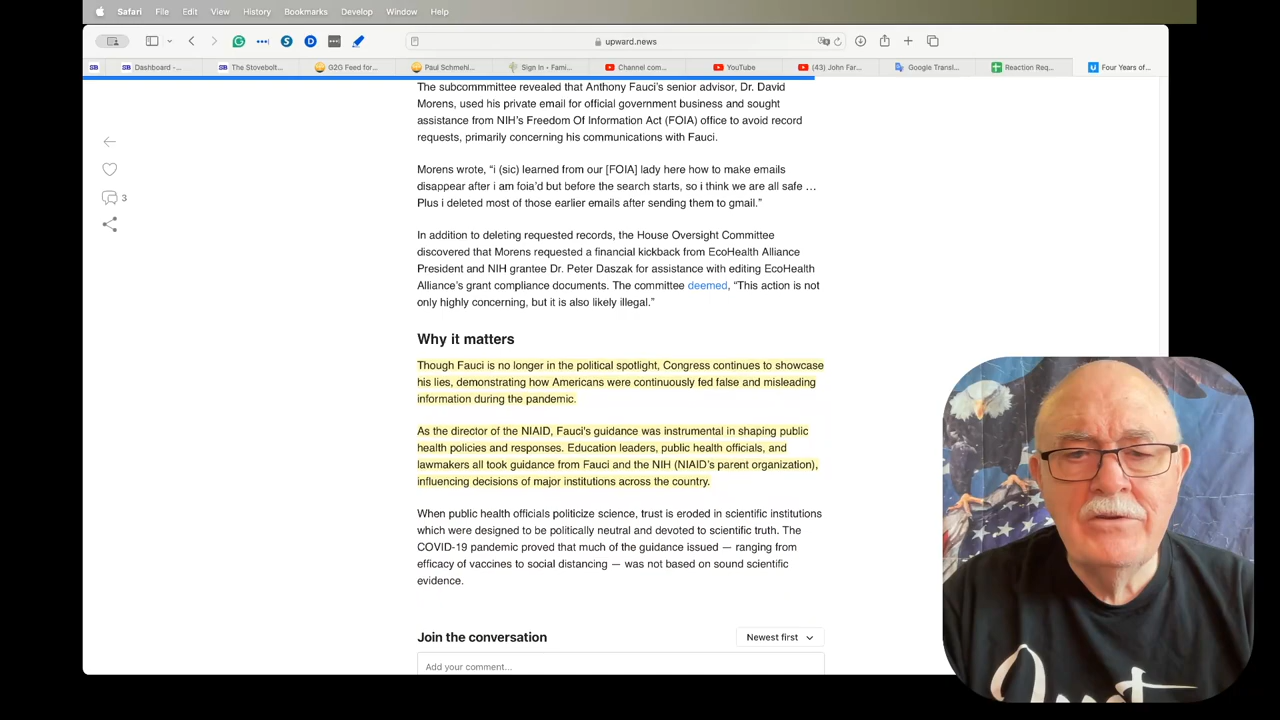 Safari File Edit View History Bookmarks Develop Window Help
upward.news
SB SB Dashboard -... SB The Stovebolt... G2G Feed for... Paul Schmehl... Sign In ‹ Fami... Channel com... YouTube (43) John Far... Google Transl... Reaction Req... Four Years of...
The subcommmittee revealed that Anthony Fauci's senior advisor, Dr. David
Morens, used his private email for official government business and sought
assistance from NIH's Freedom Of Information Act (FOIA) office to avoid record
requests, primarily concerning his communications with Fauci.
Morens wrote, “i (sic) learned from our [FOIA] lady here how to make emails
disappear after i am foia'd but before the search starts, so i think we are all safe …
Plus i deleted most of those earlier emails after sending them to gmail.”
3
In addition to deleting requested records, the House Oversight Committee
discovered that Morens requested a financial kickback from EcoHealth Alliance
President and NIH grantee Dr. Peter Daszak for assistance with editing EcoHealth
Alliance's grant compliance documents. The committee deemed, “This action is not
only highly concerning, but it is also likely illegal.”
Why it matters
Though Fauci is no longer in the political spotlight, Congress continues to showcase
his lies, demonstrating how Americans were continuously fed false and misleading
information during the pandemic.
As the director of the NIAID, Fauci's guidance was instrumental in shaping public
health policies and responses. Education leaders, public health officials, and
lawmakers all took guidance from Fauci and the NIH (NIAID's parent organization),
influencing decisions of major institutions across the country.
When public health officials politicize science, trust is eroded in scientific institutions
which were designed to be politically neutral and devoted to scientific truth. The
COVID-19 pandemic proved that much of the guidance issued — ranging from
efficacy of vaccines to social distancing — was not based on sound scientific
evidence.
Join the conversation
Newest first
Add your comment...